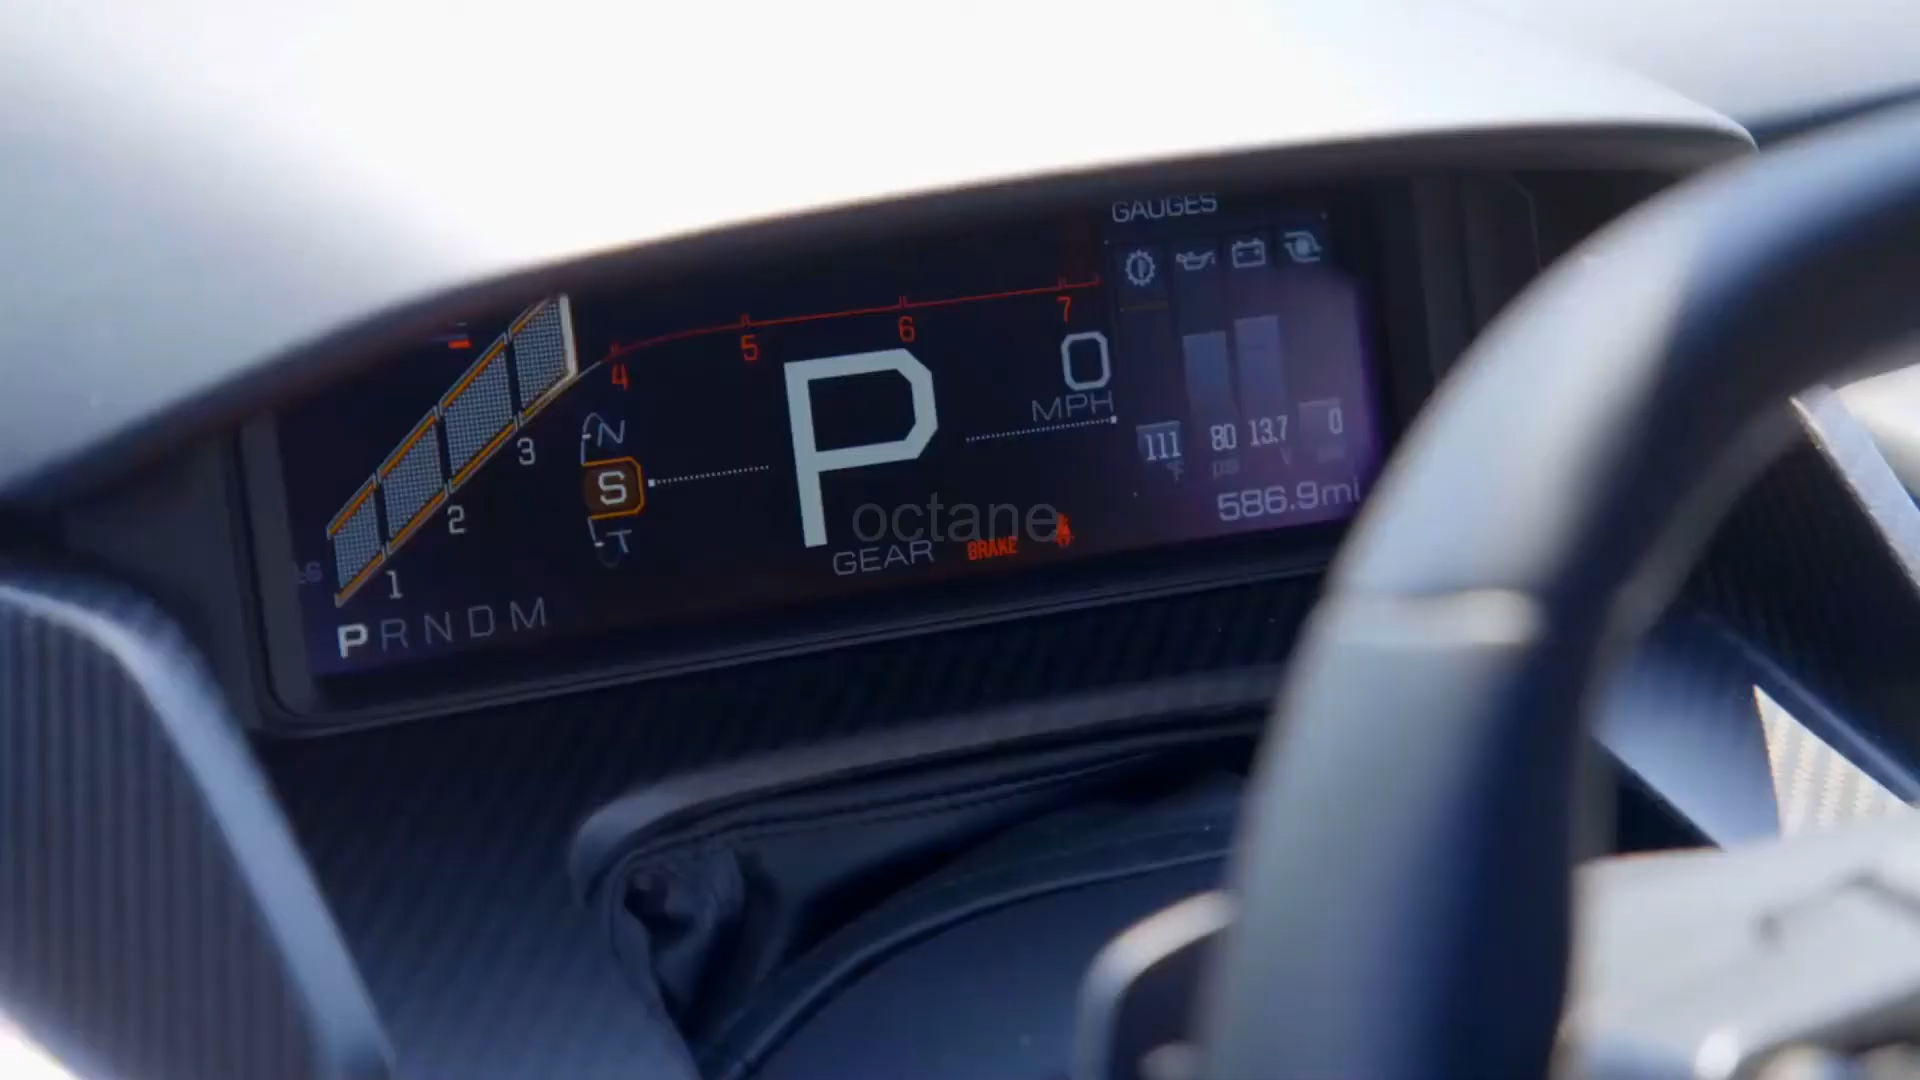 GAUGES
7
6
5
4
0
MPH
3
2
1
N
S
T
P
GEAR
BRAKE
octane
111 80 13.7 0
°F psi V
586.9mi
P R N D M